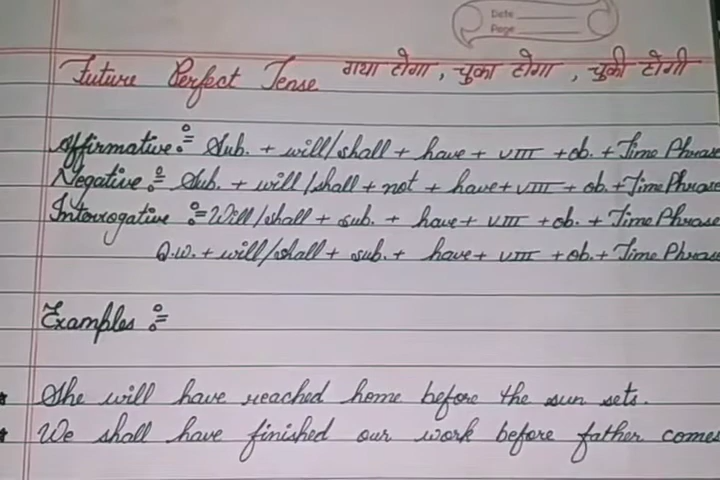 Date
Page
Future Perfect Tense गया होगा, चुका होगा, चुकी होगी
Affirmative := Sub. + will/shall + have + VIII + ob. + Time Phrase
Negative := Sub. + will/shall + not + have + VIII + ob. + Time Phrase
Interrogative := Will/shall + sub. + have + VIII + ob. + Time Phrase
Q.W. + will/shall + sub. + have + VIII + ob. + Time Phrase
Examples :=
She will have reached home before the sun sets.
We shall have finished our work before father comes